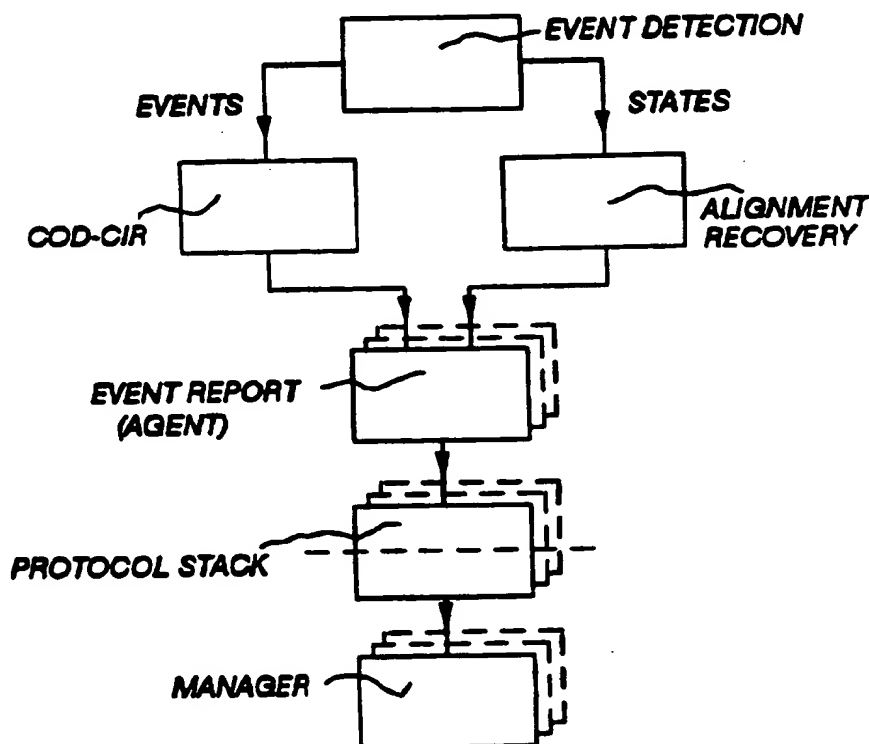 EVENT DETECTION
EVENTS
STATES
COD-CIR
ALIGNMENT
RECOVERY
EVENT REPORT
(AGENT)
PROTOCOL STACK
MANAGER